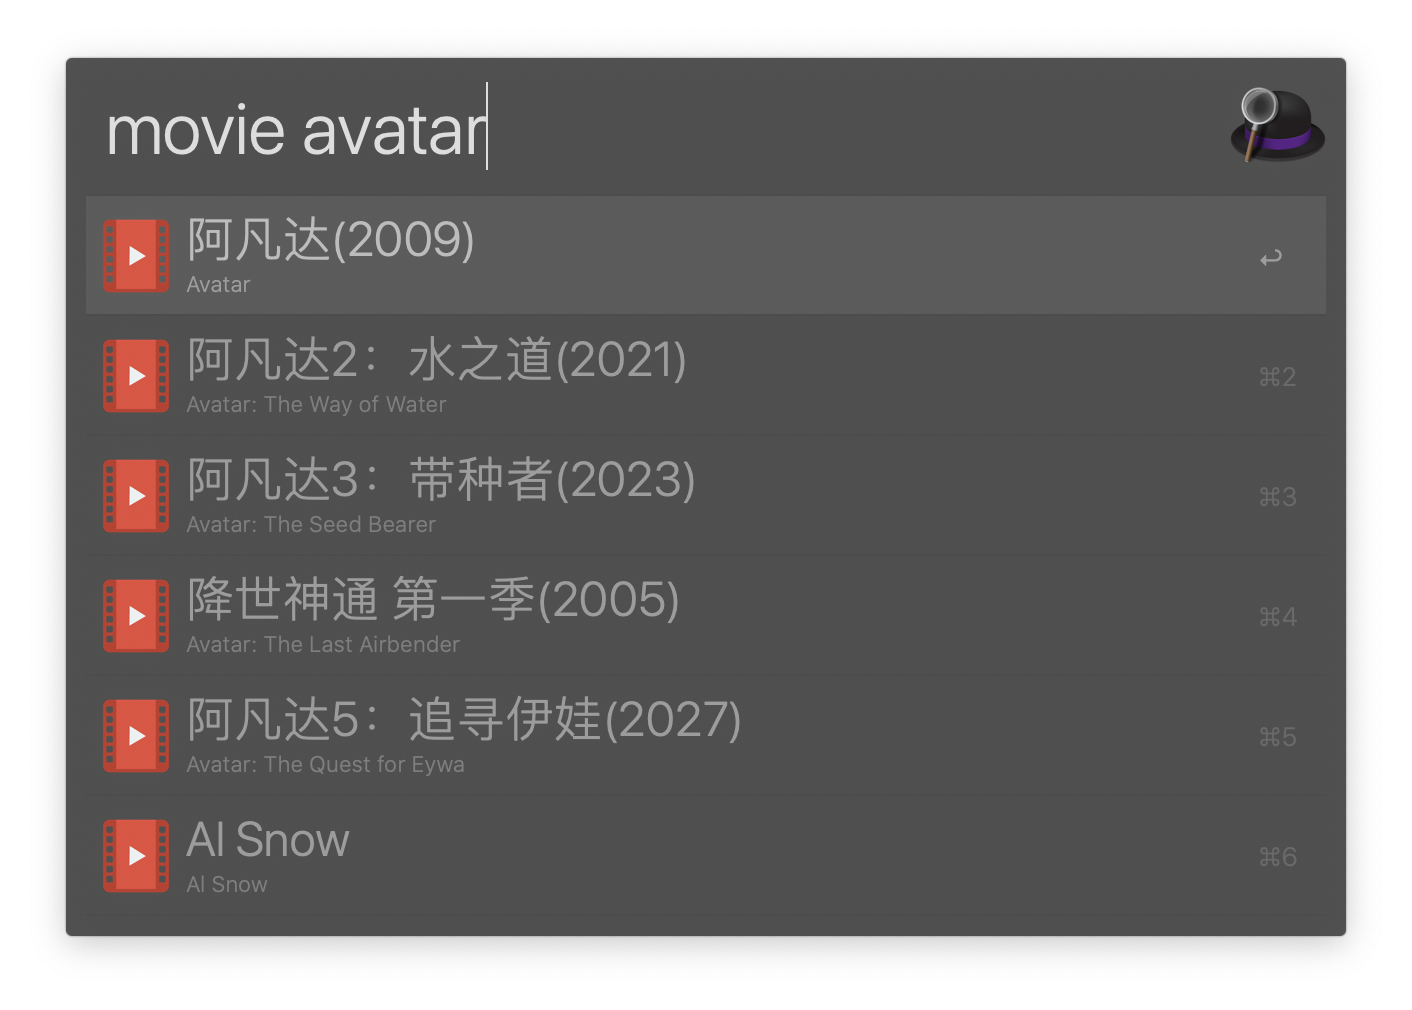 movie avatar
阿凡达(2009)
Avatar
阿凡达2：水之道(2021)
Avatar: The Way of Water
⌘2
阿凡达3：带种者(2023)
Avatar: The Seed Bearer
⌘3
降世神通 第一季(2005)
Avatar: The Last Airbender
⌘4
阿凡达5：追寻伊娃(2027)
Avatar: The Quest for Eywa
⌘5
Al Snow
Al Snow
⌘6